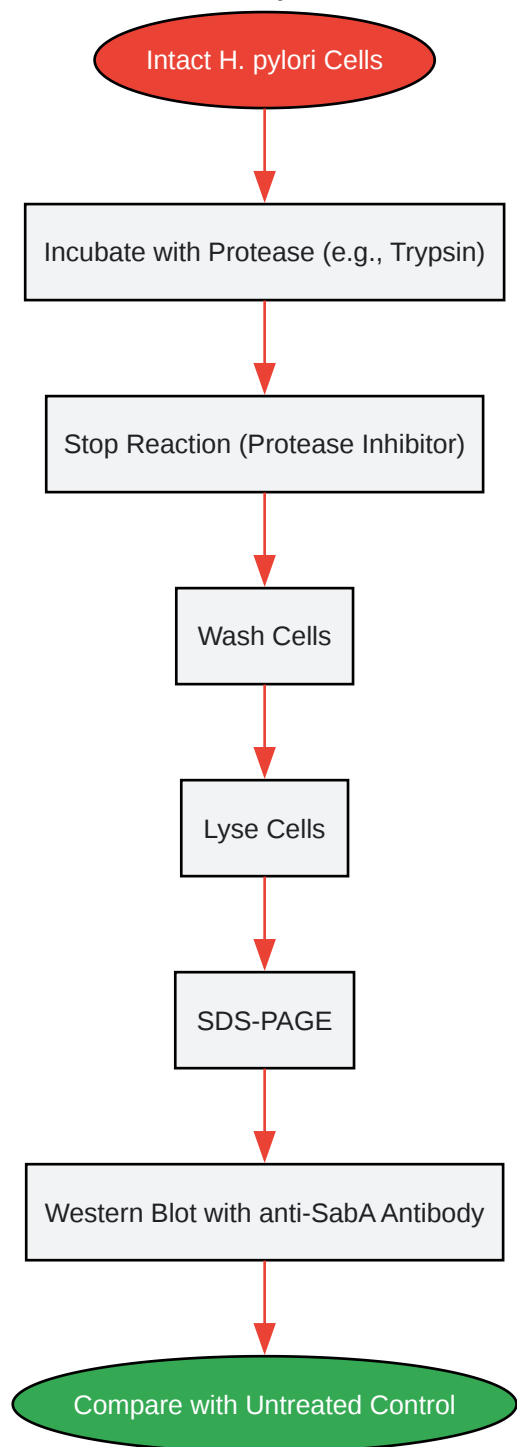 Intact H. pylori Cells
Incubate with Protease (e.g., Trypsin)
Stop Reaction (Protease Inhibitor)
Wash Cells
Lyse Cells
SDS-PAGE
Western Blot with anti-SabA Antibody
Compare with Untreated Control